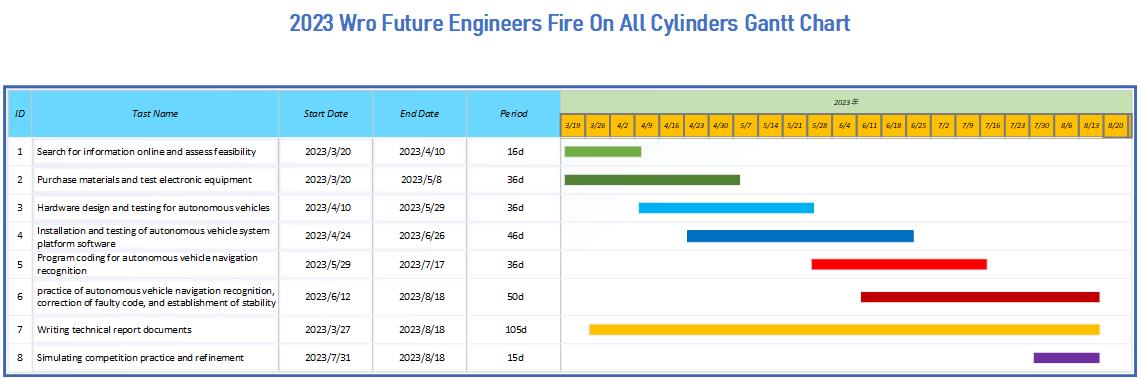 2023 Wro Future Engineers Fire On All Cylinders Gantt Chart
2023年
ID Tast Name Start Date End Date Period
3/19 3/26 4/2 4/9 4/16 4/23 4/30 5/7 5/14 5/21 5/28 6/4 6/11 6/18 6/25 7/2 7/9 7/16 7/23 7/30 8/6 8/13 8/20
1 Search for information online and assess feasibility 2023/3/20 2023/4/10 16d
2 Purchase materials and test electronic equipment 2023/3/20 2023/5/8 36d
3 Hardware design and testing for autonomous vehicles 2023/4/10 2023/5/29 36d
4 Installation and testing of autonomous vehicle system
platform software 2023/4/24 2023/6/26 46d
5 Program coding for autonomous vehicle navigation
recognition 2023/5/29 2023/7/17 36d
6 practice of autonomous vehicle navigation recognition,
correction of faulty code, and establishment of stability 2023/6/12 2023/8/18 50d
7 Writing technical report documents 2023/3/27 2023/8/18 105d
8 Simulating competition practice and refinement 2023/7/31 2023/8/18 15d